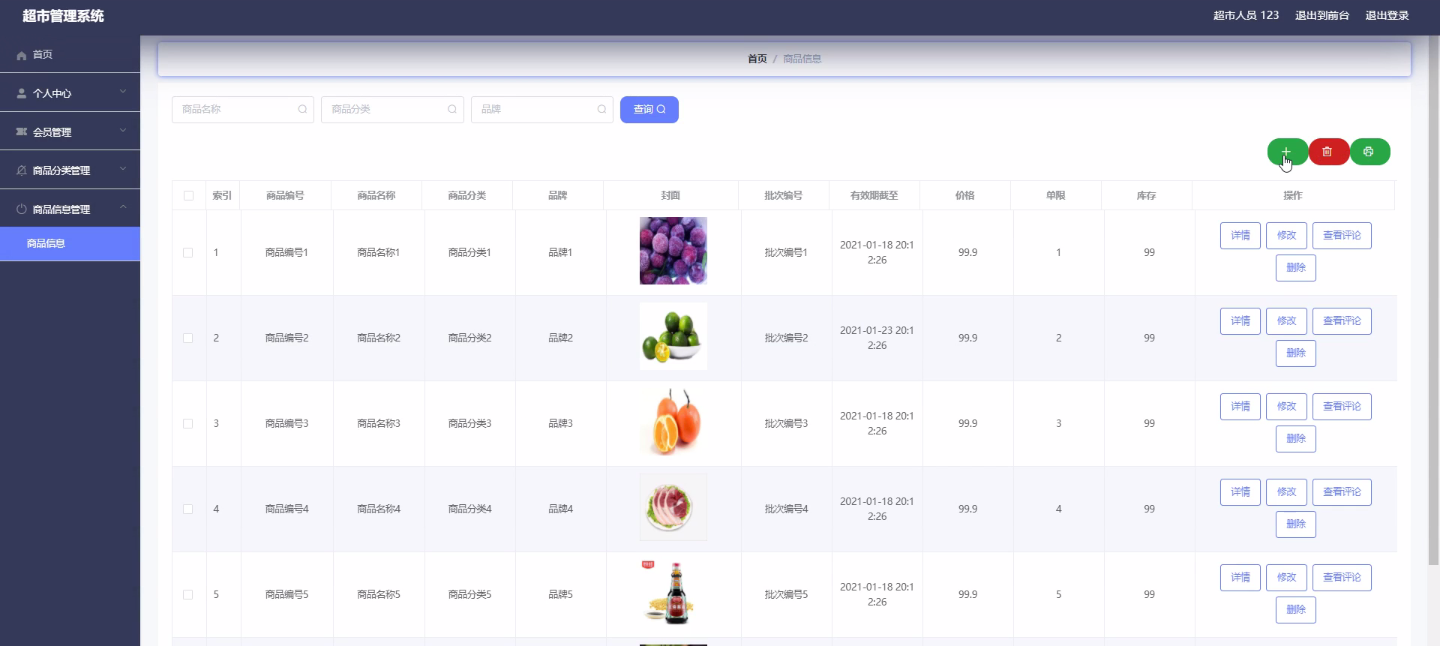 超市管理系统
超市人员 123 退出到前台 退出登录
首页
个人中心
会员管理
商品分类管理
商品信息管理
商品信息
首页 / 商品信息
商品名称 商品分类 品牌 查询
索引 商品编号 商品名称 商品分类 品牌 封面 批次编号 有效期截至 价格 单限 库存 操作
1 商品编号1 商品名称1 商品分类1 品牌1 批次编号1 2021-01-18 20:1 99.9 1 99 详情 修改 查看评论
2:26 删除
2 商品编号2 商品名称2 商品分类2 品牌2 批次编号2 2021-01-23 20:1 99.9 2 99 详情 修改 查看评论
2:26 删除
3 商品编号3 商品名称3 商品分类3 品牌3 批次编号3 2021-01-18 20:1 99.9 3 99 详情 修改 查看评论
2:26 删除
4 商品编号4 商品名称4 商品分类4 品牌4 批次编号4 2021-01-18 20:1 99.9 4 99 详情 修改 查看评论
2:26 删除
5 商品编号5 商品名称5 商品分类5 品牌5 批次编号5 2021-01-18 20:1 99.9 5 99 详情 修改 查看评论
2:26 删除